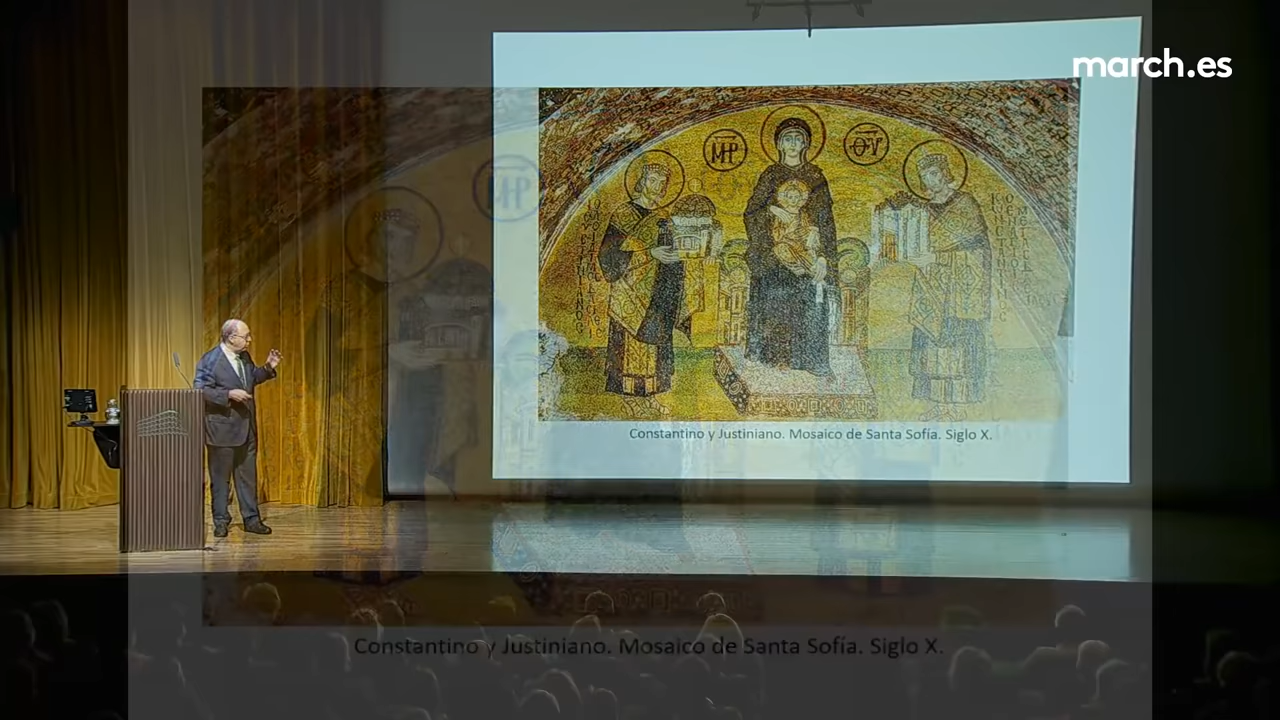 march.es
ΜΡ
ΘΥ
Constantino y Justiniano. Mosaico de Santa Sofía. Siglo X.
Constantino y Justiniano. Mosaico de Santa Sofía. Siglo X.